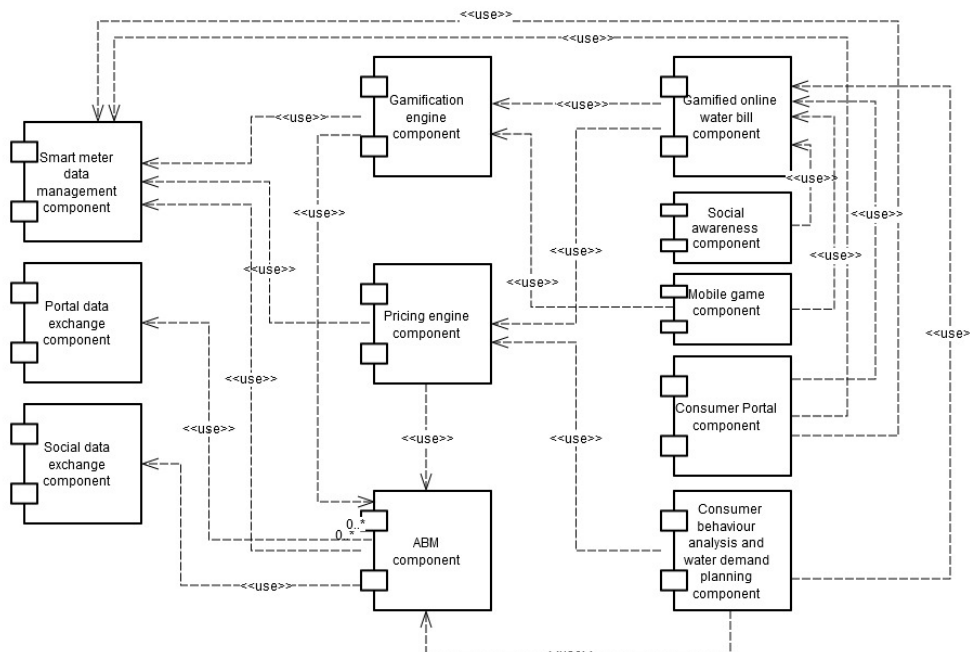 <<use>>
<<use>>
Gamification
engine
component
<<use>>
Gamified online
water bill
component
<<use>>
Smart meter
data
management
component
<<use>>
<<use>>
Social
awareness
component
<<use>>
<<use>>
<<use>>
<<use>>
<<use>>
Portal data
exchange
component
Pricing engine
component
Mobile game
component
<<use>
<<use>>
Consumer Portal
component
<<use>>
<<use>>
<<use>>
<<use>>
Social data
exchange
component
0..*
0..*
ABM
component
Consumer
behaviour
analysis and
water demand
planning
component
<<use>>
<<use>>